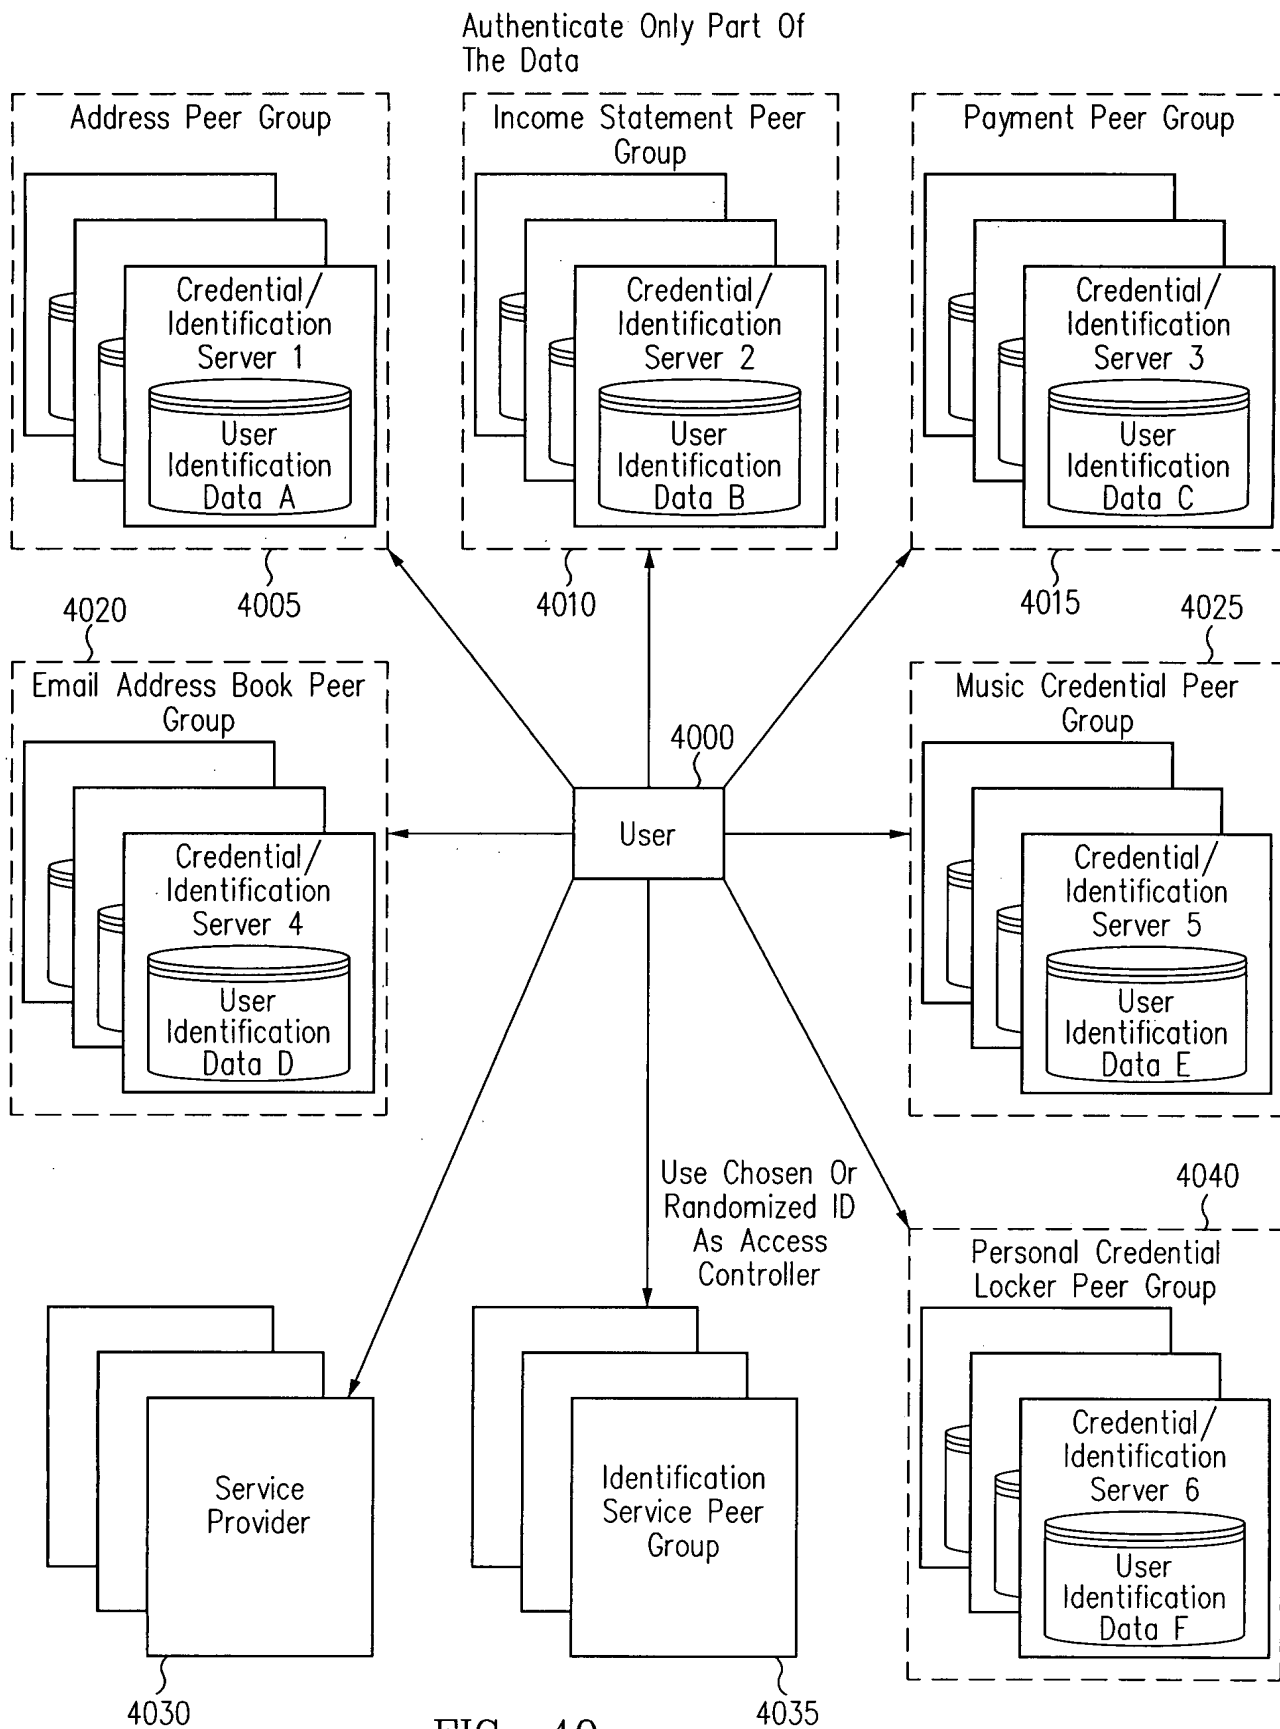 Authenticate Only Part Of
The Data
Address Peer Group
Credential/
Identification
Server 1
User
Identification
Data A
4005
Income Statement Peer
Group
Credential/
Identification
Server 2
User
Identification
Data B
4010
Payment Peer Group
Credential/
Identification
Server 3
User
Identification
Data C
4015
4020
Email Address Book Peer
Group
Credential/
Identification
Server 4
User
Identification
Data D
4000
User
4025
Music Credential Peer
Group
Credential/
Identification
Server 5
User
Identification
Data E
Service
Provider
4030
Use Chosen Or
Randomized ID
As Access
Controller
Identification
Service Peer
Group
4035
4040
Personal Credential
Locker Peer Group
Credential/
Identification
Server 6
User
Identification
Data F
FIG. 40